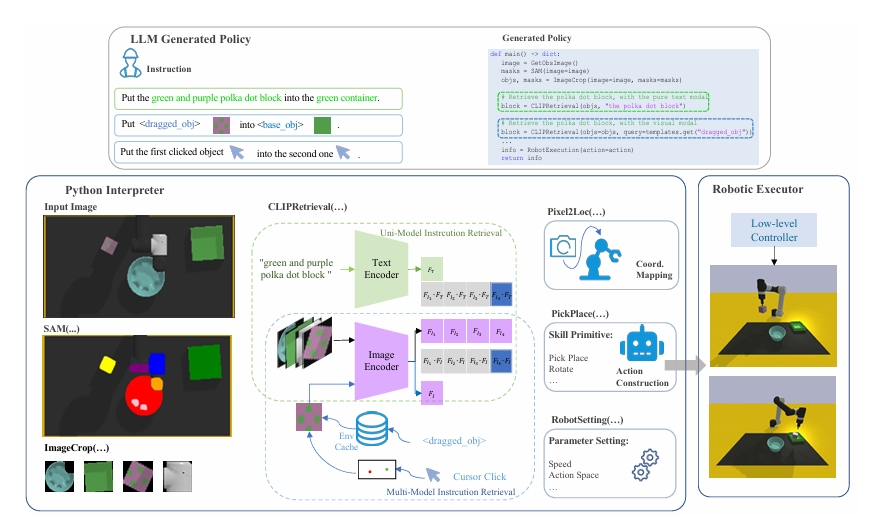 LLM Generated Policy
Instruction
Put the green and purple polka dot block into the green container.
Put <dragged_obj> into <base_obj> .
Put the first clicked object into the second one .
Generated Policy
def main() -> dict:
image = GetObsImage()
masks = SAM(image=image)
objs, masks = ImageCrop(image=image, masks=masks)
# Retrieve the polka dot block, with the pure text modal
block = CLIPRetrieval(objs, "the polka dot block")
# Retrieve the polka dot block, with the visual modal
block = CLIPRetrieval(objs=objs, query=templates.get("dragged_obj"))
...
info = RobotExecution(action=action)
return info
Python Interpreter
Input Image
SAM(...)
ImageCrop(…)
CLIPRetrieval(…)
Uni-Model Instrcution Retrieval
"green and purple
polka dot block "
Text
Encoder
F_T
F_{I_1}·F_T F_{I_2}·F_T F_{I_3}·F_T F_{I_4}·F_T
Image
Encoder
F_{I_1} F_{I_2} F_{I_3} F_{I_4}
F_{I_1}·F_I F_{I_2}·F_I F_{I_3}·F_I F_{I_4}·F_I
F_I
Env
Cache
<dragged_obj>
Cursor Click
Multi-Model Instrcution Retrieval
Pixel2Loc(…)
Coord.
Mapping
PickPlace(…)
Skill Primitive:
Pick Place
Rotate
…
Action
Construction
RobotSetting(…)
Parameter Setting:
Speed
Action Space
…
Robotic Executor
Low-level
Controller